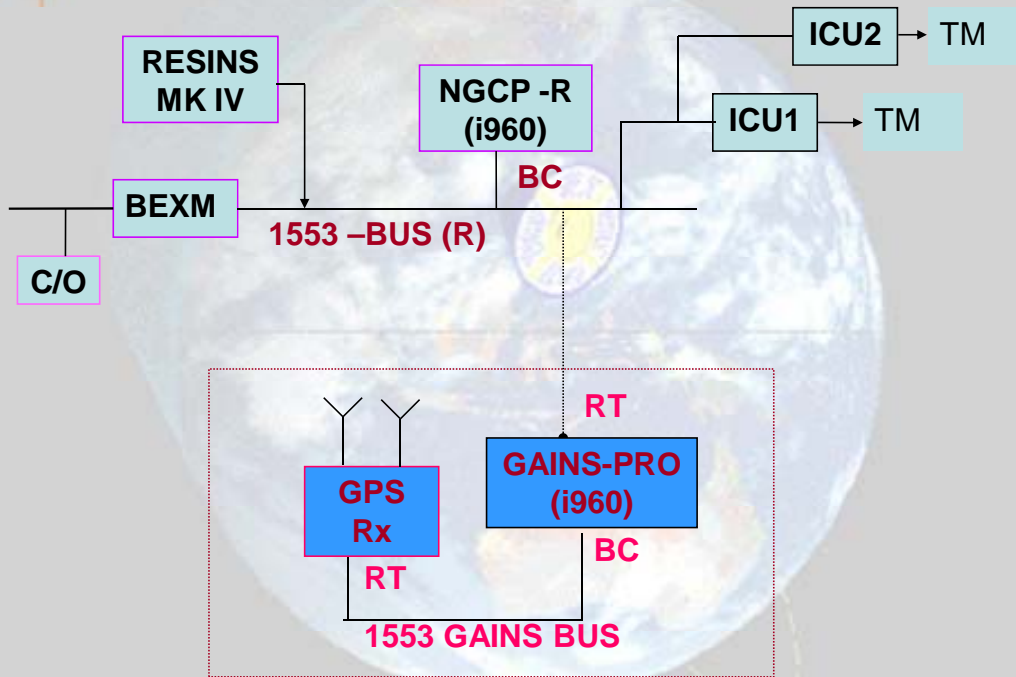 ICU2
TM
RESINS
MK IV
NGCP -R
(i960)
ICU1
TM
BC
BEXM
1553 –BUS (R)
C/O
RT
GPS
Rx
GAINS-PRO
(i960)
RT
BC
1553 GAINS BUS